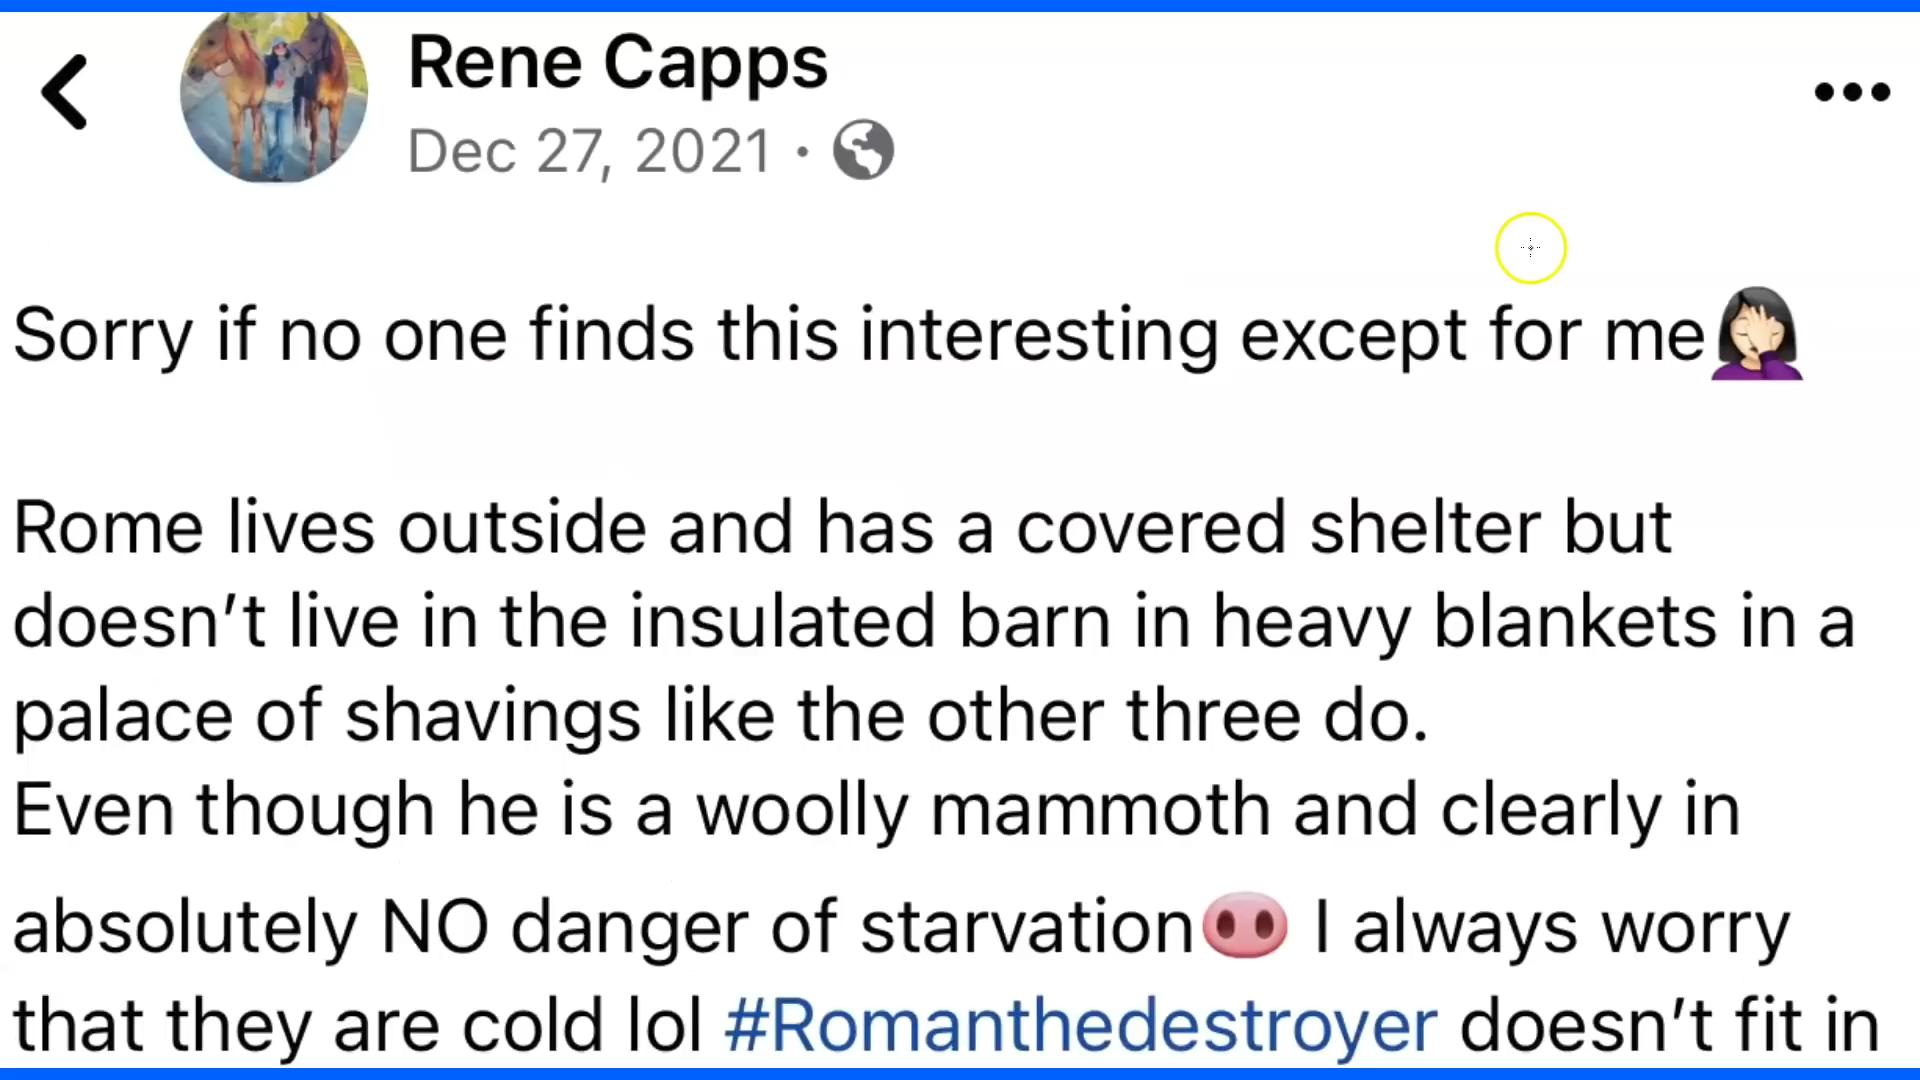 Rene Capps
Dec 27, 2021 ·
Sorry if no one finds this interesting except for me🤦🏻‍♀️
Rome lives outside and has a covered shelter but
doesn’t live in the insulated barn in heavy blankets in a
palace of shavings like the other three do.
Even though he is a woolly mammoth and clearly in
absolutely NO danger of starvation🐽 I always worry
that they are cold lol #Romanthedestroyer doesn’t fit in